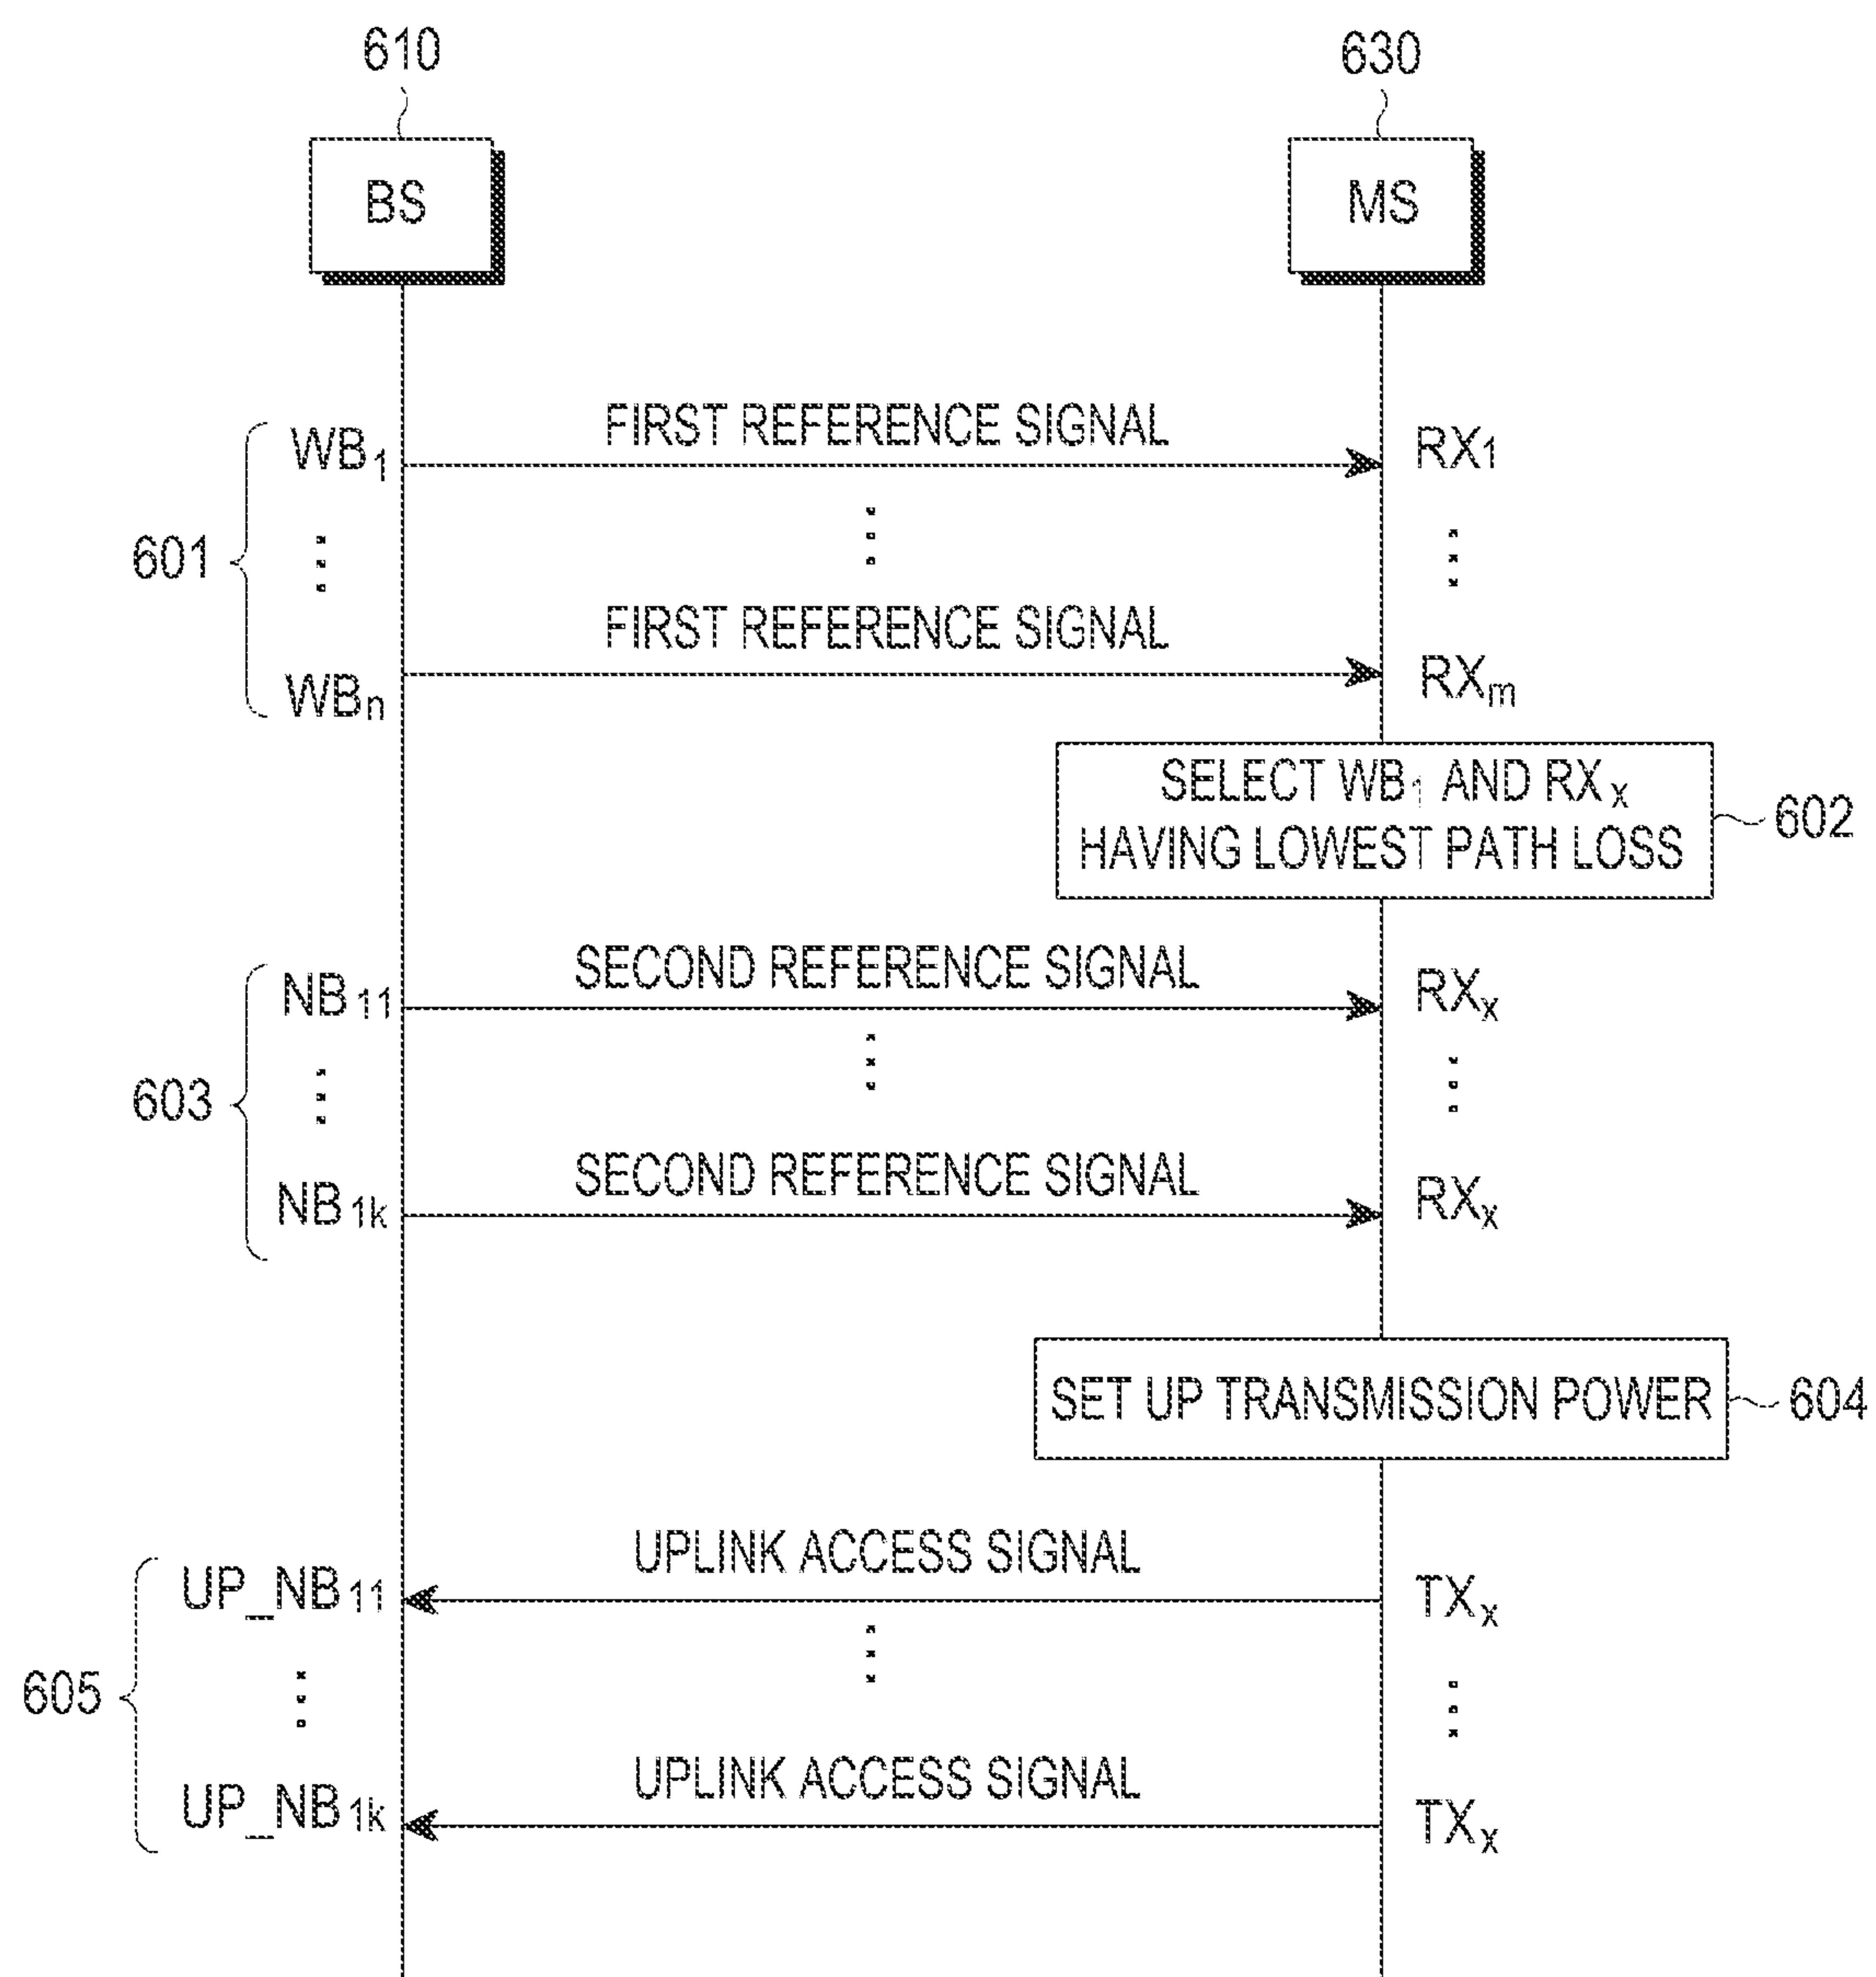 610
630
BS
MS
FIRST REFERENCE SIGNAL
WB1
RX1
601
FIRST REFERENCE SIGNAL
WBn
RXm
SELECT WB1 AND RXx
HAVING LOWEST PATH LOSS
602
SECOND REFERENCE SIGNAL
NB11
RXx
603
SECOND REFERENCE SIGNAL
NB1k
RXx
SET UP TRANSMISSION POWER
604
UPLINK ACCESS SIGNAL
UP_NB11
TXx
605
UPLINK ACCESS SIGNAL
UP_NB1k
TXx